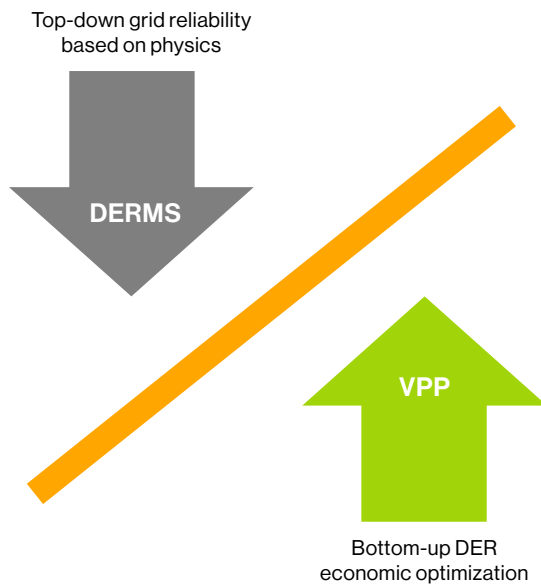 Top-down grid reliability
based on physics
DERMS
VPP
Bottom-up DER
economic optimization